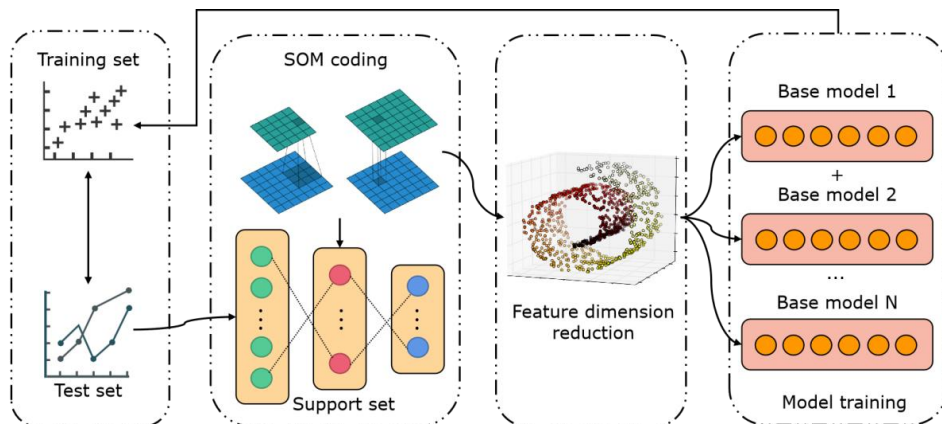 Training set
Test set
SOM coding
Support set
Feature dimension
reduction
Base model 1
+
Base model 2
...
Base model N
Model training